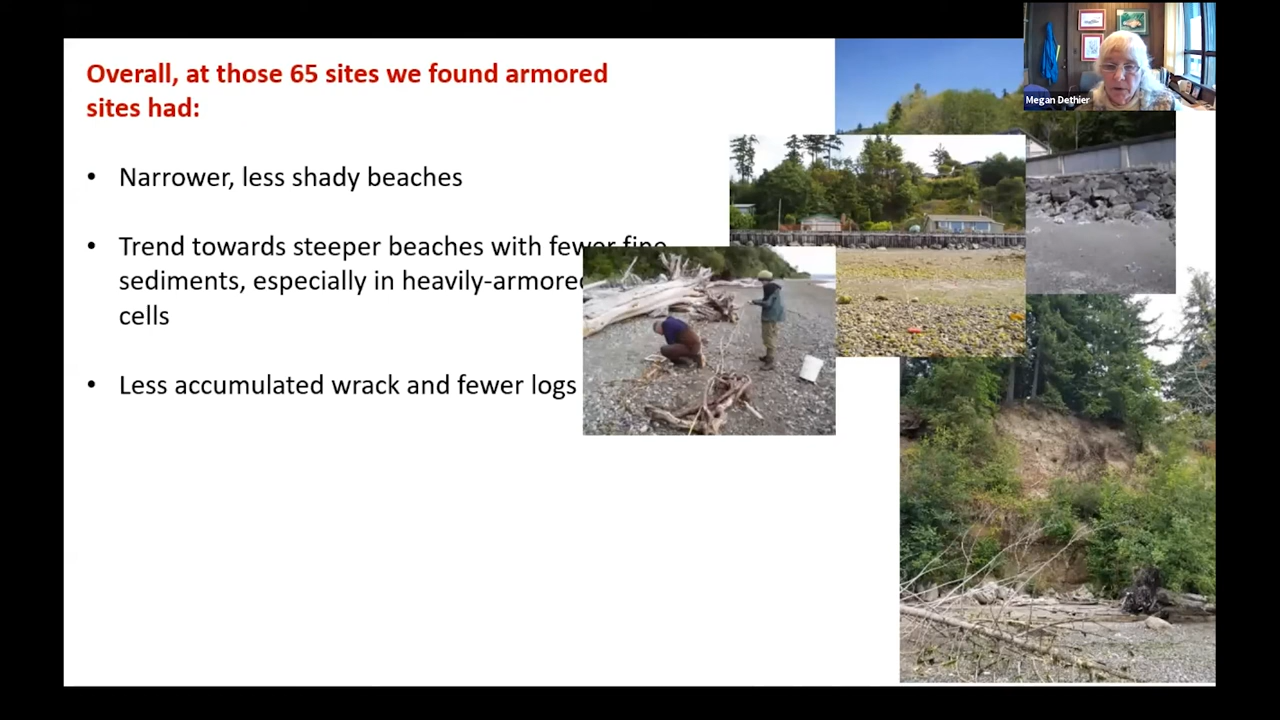 Overall, at those 65 sites we found armored
sites had:
• Narrower, less shady beaches
• Trend towards steeper beaches with fewer fine
sediments, especially in heavily-armored
cells
• Less accumulated wrack and fewer logs
Megan Dethier